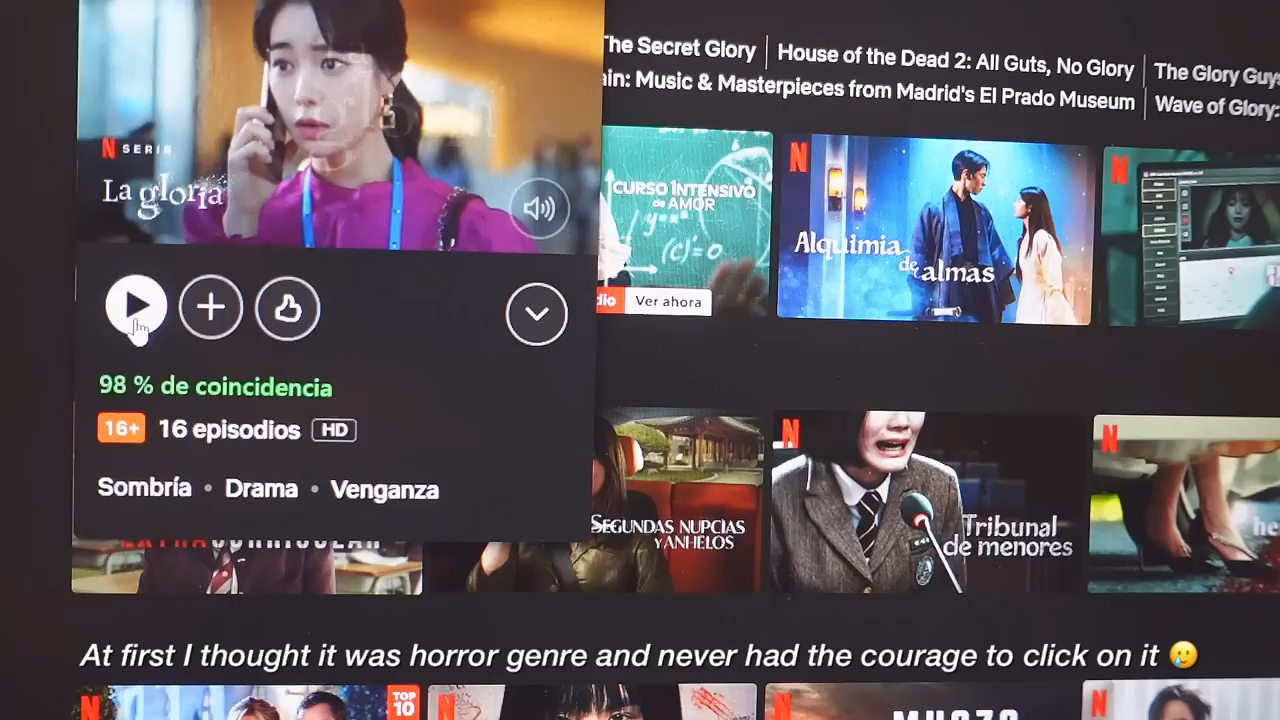 The Secret Glory
House of the Dead 2: All Guts, No Glory
The Glory Guys
ain: Music & Masterpieces from Madrid's El Prado Museum
Wave of Glory:
N SERIE
La gloria
CURSO INTENSIVO
DE AMOR
dio
Ver ahora
N
Alquimia
de almas
N
98 % de coincidencia
16+ 16 episodios HD
Sombría • Drama • Venganza
EXTRACURRICULAR
SEGUNDAS NUPCIAS
Y ANHELOS
N
Tribunal
de menores
N
he
At first I thought it was horror genre and never had the courage to click on it 🥲
N
TOP
10
N
N